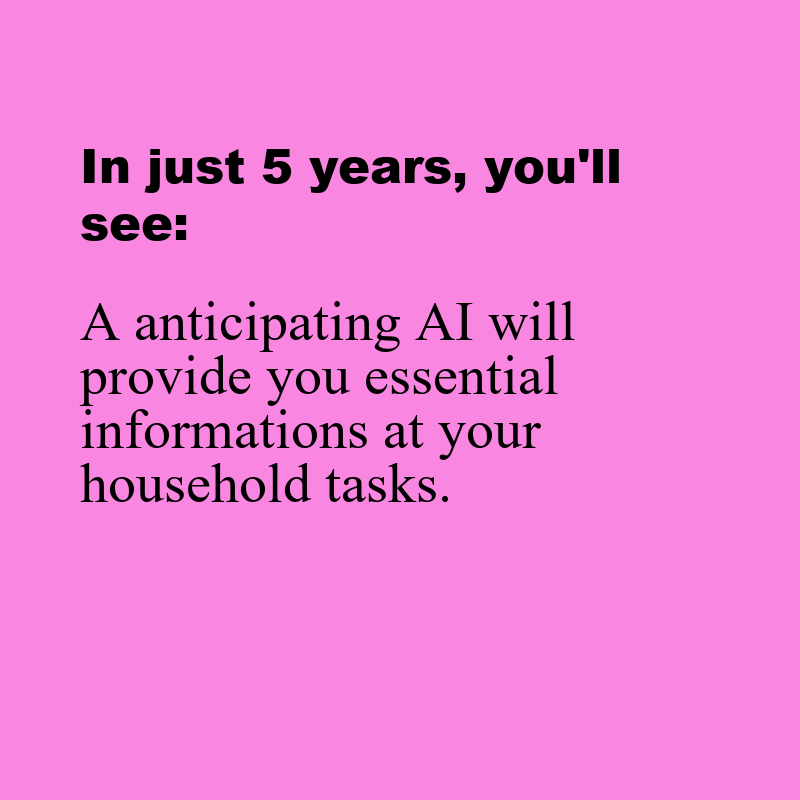 In just 5 years, you'll
see:
A anticipating AI will
provide you essential
informations at your
household tasks.